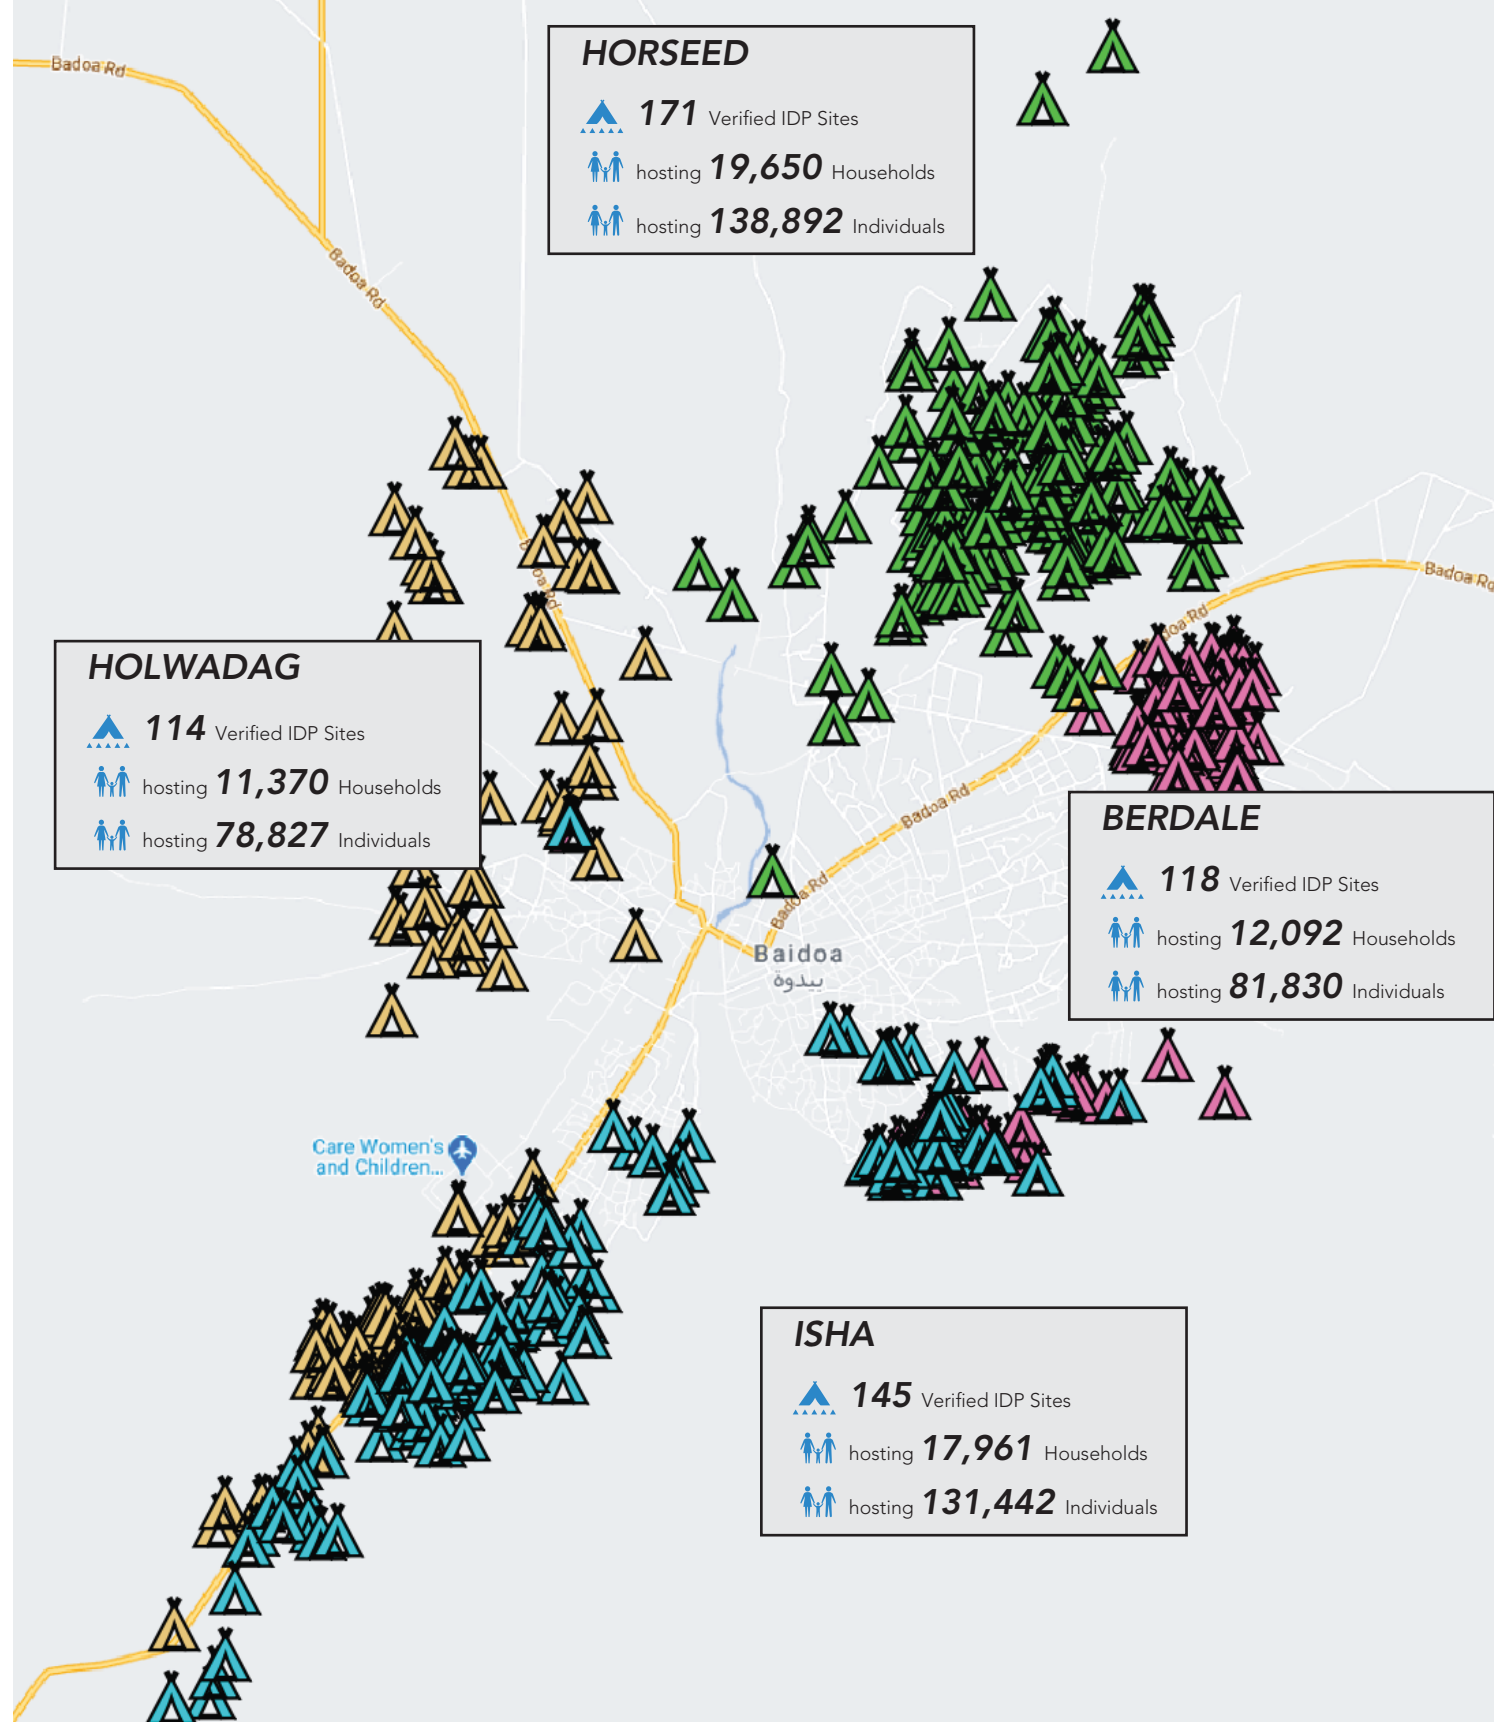 HORSEED
171 Verified IDP Sites
hosting 19,650 Households
hosting 138,892 Individuals
Badoa Rd
Badoa Rd
Badoa Rd
HOLWADAG
114 Verified IDP Sites
hosting 11,370 Households
hosting 78,827 Individuals
Badoa Rd
BERDALE
118 Verified IDP Sites
hosting 12,092 Households
hosting 81,830 Individuals
Badoa Rd
Baidoa
بيدوة
Care Women's
and Children...
ISHA
145 Verified IDP Sites
hosting 17,961 Households
hosting 131,442 Individuals